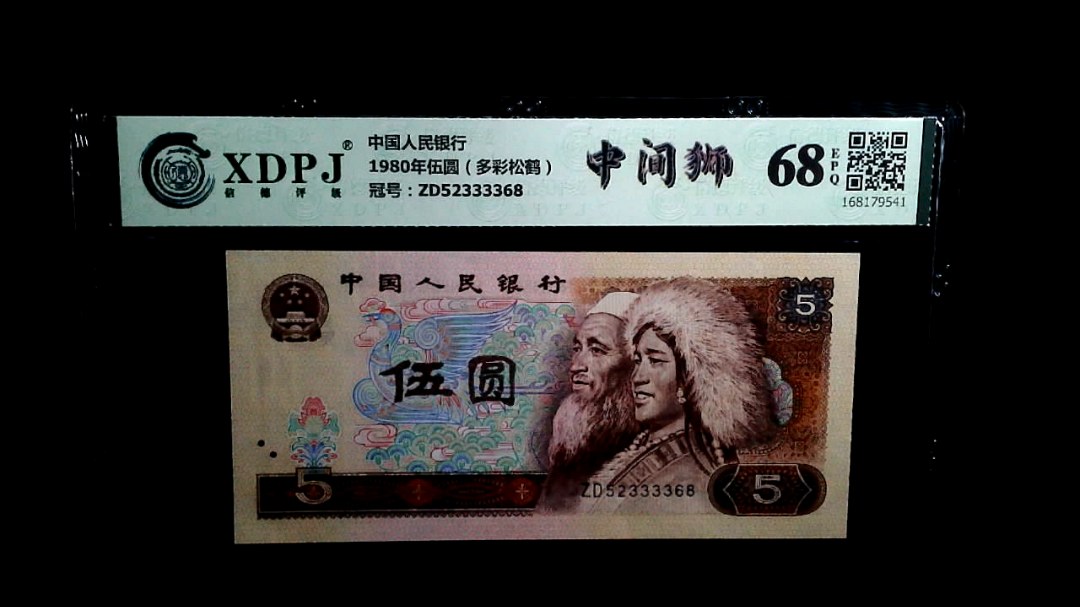 XDPJ®
信德评级
中国人民银行
1980年伍圆（多彩松鹤）
冠号：ZD52333368
中间狮
68
EPQ
168179541
中国人民银行
5
伍圆
5
ZD52333368
5